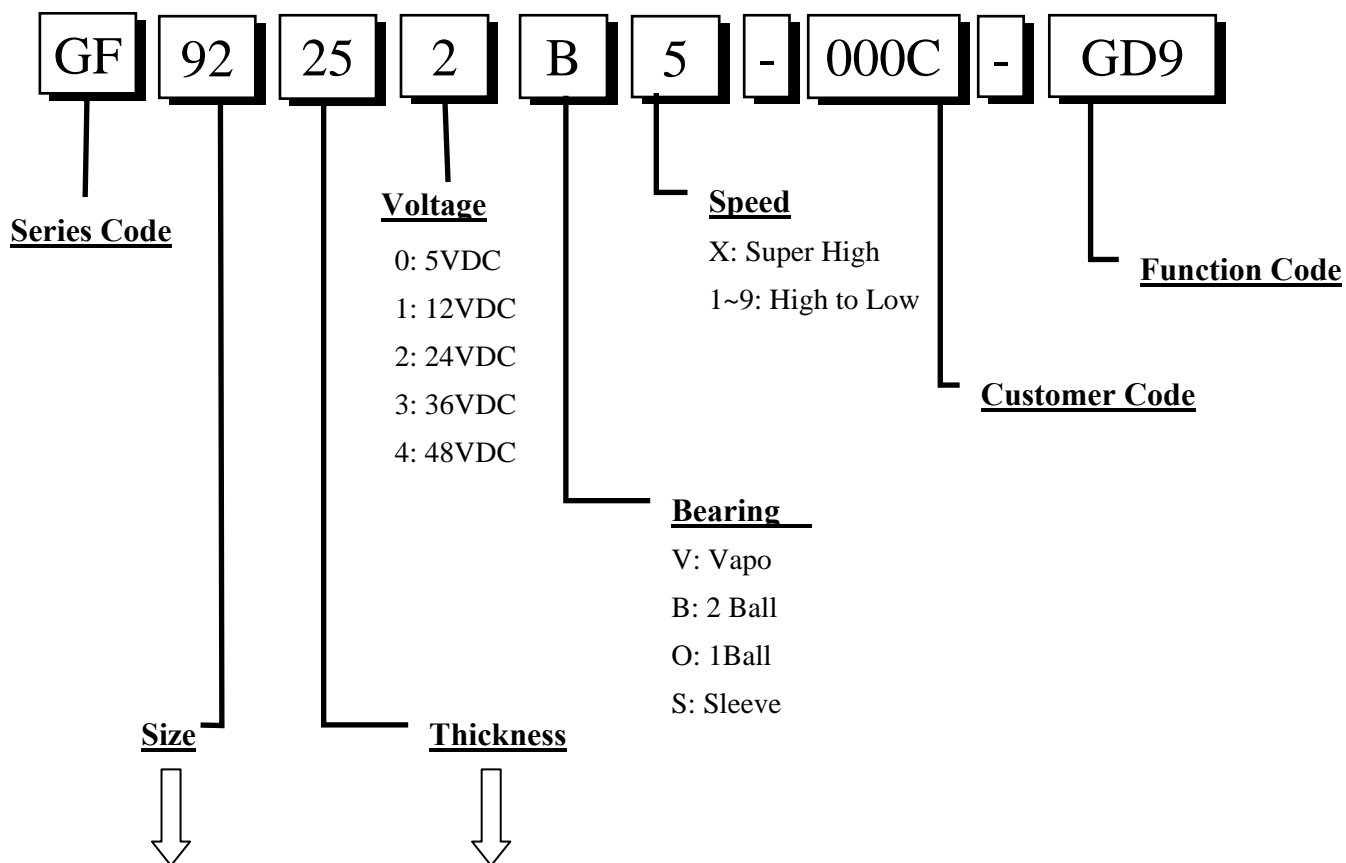 GF 92 25 2 B 5 - 000C - GD9
Series Code
Voltage
0: 5VDC
1: 12VDC
2: 24VDC
3: 36VDC
4: 48VDC
Speed
X: Super High
1~9: High to Low
Function Code
Customer Code
Bearing
V: Vapo
B: 2 Ball
O: 1Ball
S: Sleeve
Size
Thickness